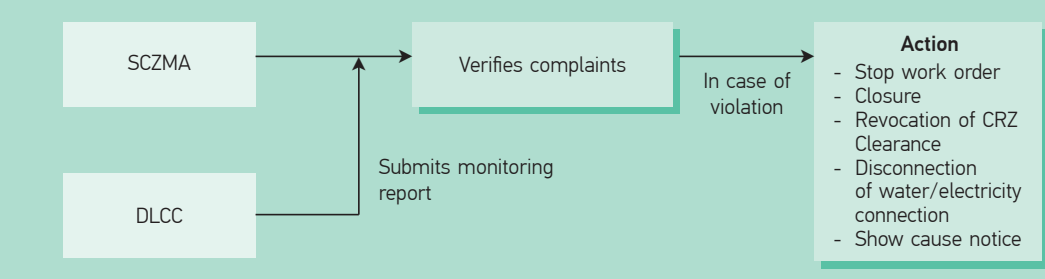 SCZMA
Verifies complaints
In case of
violation
Action
- Stop work order
- Closure
- Revocation of CRZ
Clearance
- Disconnection
of water/electricity
connection
- Show cause notice
Submits monitoring
report
DLCC